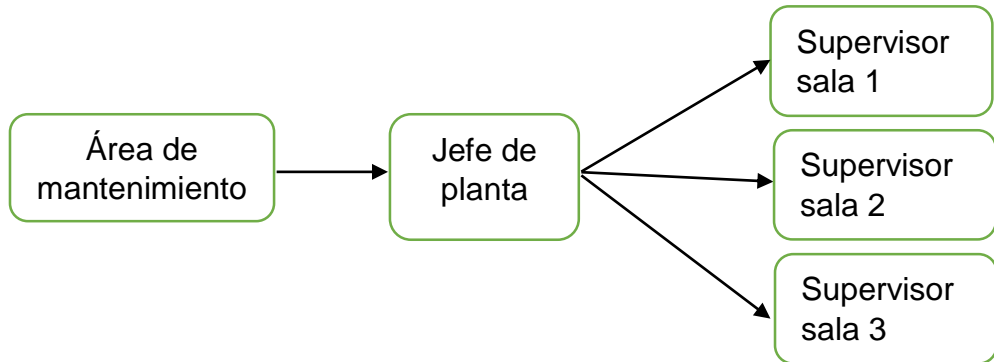 Área de
mantenimiento
Jefe de
planta
Supervisor
sala 1
Supervisor
sala 2
Supervisor
sala 3